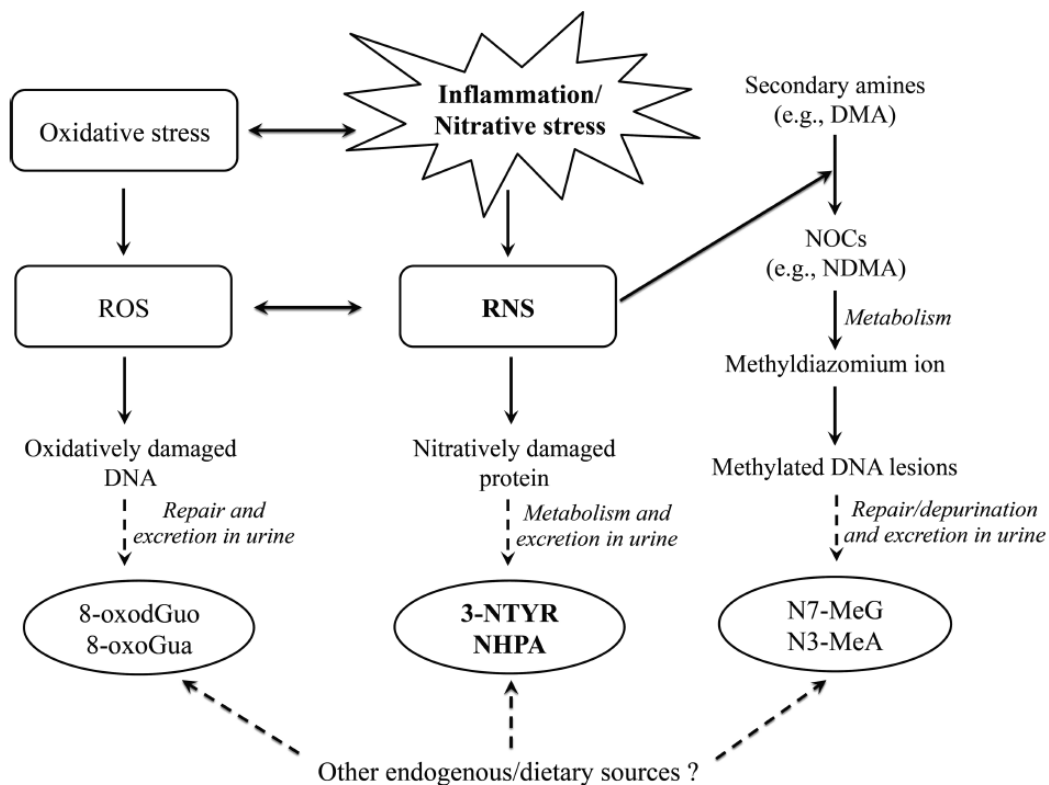 Oxidative stress
Inflammation/
Nitrative stress
Secondary amines
(e.g., DMA)
NOCs
(e.g., NDMA)
ROS
RNS
Metabolism
Methyldiazomium ion
Oxidatively damaged
DNA
Nitratively damaged
protein
Methylated DNA lesions
Repair and
excretion in urine
Metabolism and
excretion in urine
Repair/depurination
and excretion in urine
8-oxodGuo
8-oxoGua
3-NTYR
NHPA
N7-MeG
N3-MeA
Other endogenous/dietary sources ?